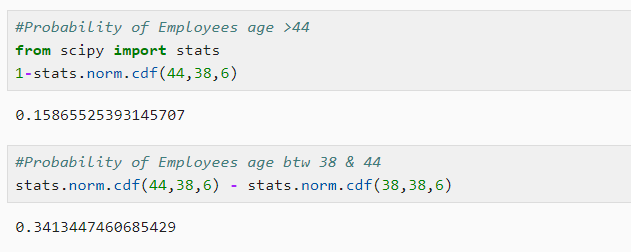 #Probability of Employees age >44
from scipy import stats
1-stats.norm.cdf(44,38,6)
0.15865525393145707
#Probability of Employees age btw 38 & 44
stats.norm.cdf(44,38,6) - stats.norm.cdf(38,38,6)
0.3413447460685429